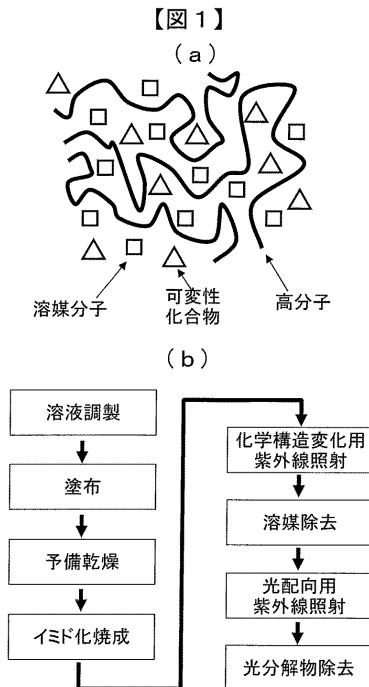 【図1】
(a)
溶媒分子
可変性
化合物
高分子
(b)
溶液調製
塗布
予備乾燥
イミド化焼成
化学構造変化用
紫外線照射
溶媒除去
光配向用
紫外線照射
光分解物除去